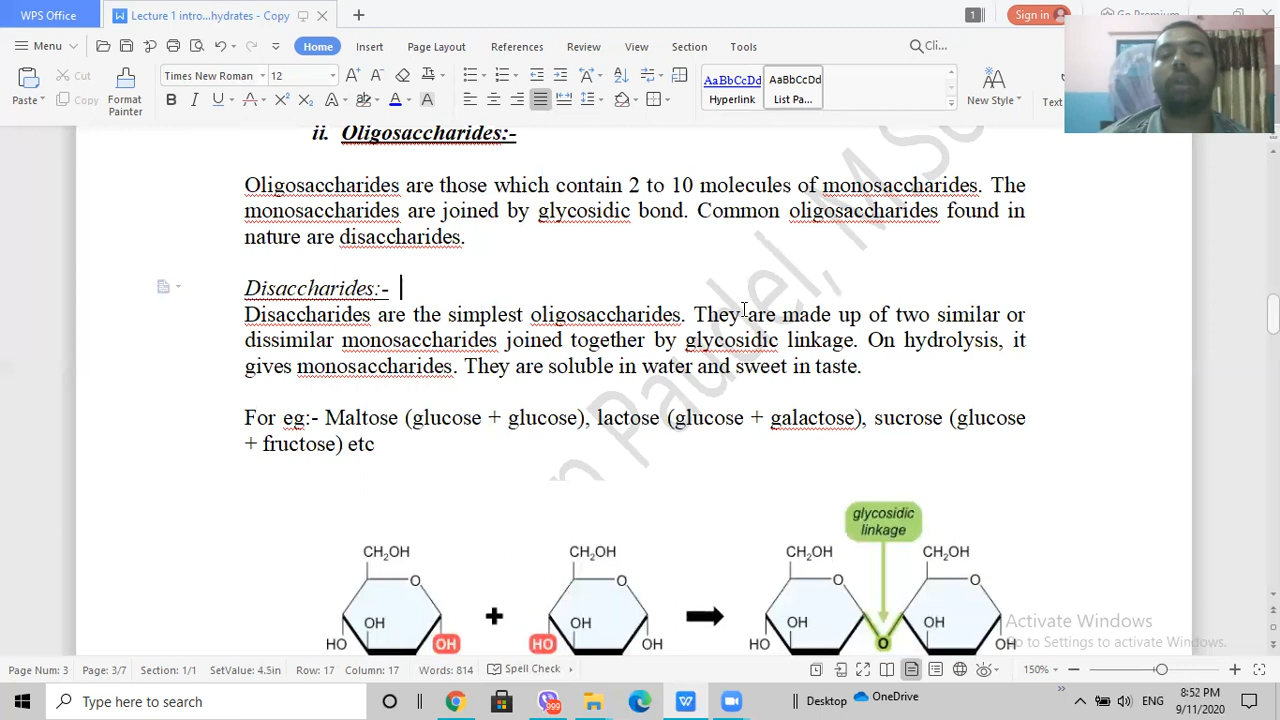 WPS Office
Lecture 1 intro...hydrates - Copy
1
Sign in
Go Premium
Menu
Home
Insert
Page Layout
References
Review
View
Section
Tools
Cli...
Paste
Cut
Copy
Format Painter
Times New Roman
12
AaBbCcDd
Hyperlink
AaBbCcDd
List Pa...
New Style
Text
ii. Oligosaccharides:-
Oligosaccharides are those which contain 2 to 10 molecules of monosaccharides. The
monosaccharides are joined by glycosidic bond. Common oligosaccharides found in
nature are disaccharides.
Disaccharides:-
Disaccharides are the simplest oligosaccharides. They are made up of two similar or
dissimilar monosaccharides joined together by glycosidic linkage. On hydrolysis, it
gives monosaccharides. They are soluble in water and sweet in taste.
For eg:- Maltose (glucose + glucose), lactose (glucose + galactose), sucrose (glucose
+ fructose) etc
n Paudel, M Sc
glycosidic
linkage
CH₂OH CH₂OH CH₂OH CH₂OH
O O O O
OH OH OH OH
HO OH HO OH HO O OH
Activate Windows
Go to Settings to activate Windows.
Page Num: 3 Page: 3/7 Section: 1/1 SetValue: 4.5in Row: 17 Column: 17 Words: 814 Spell Check 150%
Type here to search
999
Desktop
OneDrive
ENG
8:52 PM
9/11/2020